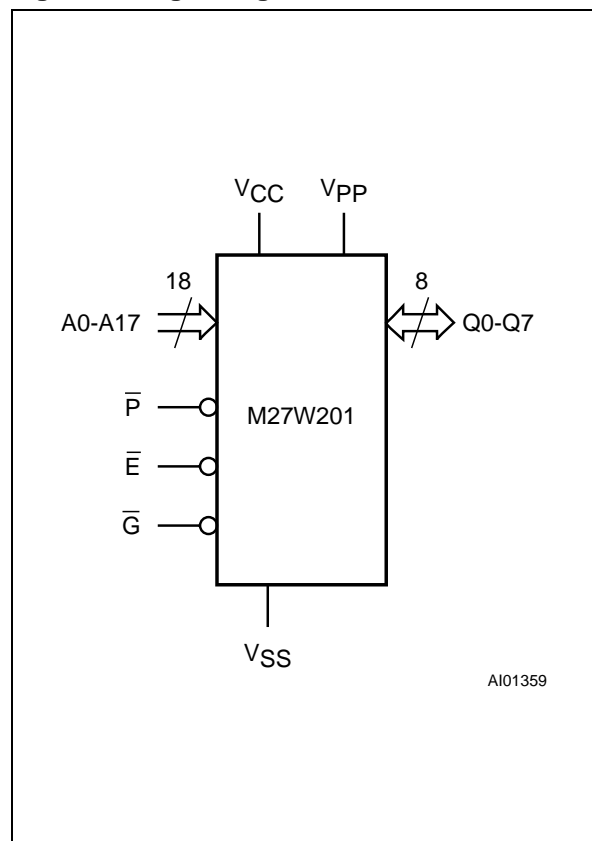 VCC VPP
18 8
A0-A17 Q0-Q7
P̅ M27W201
E̅
G̅
VSS
AI01359